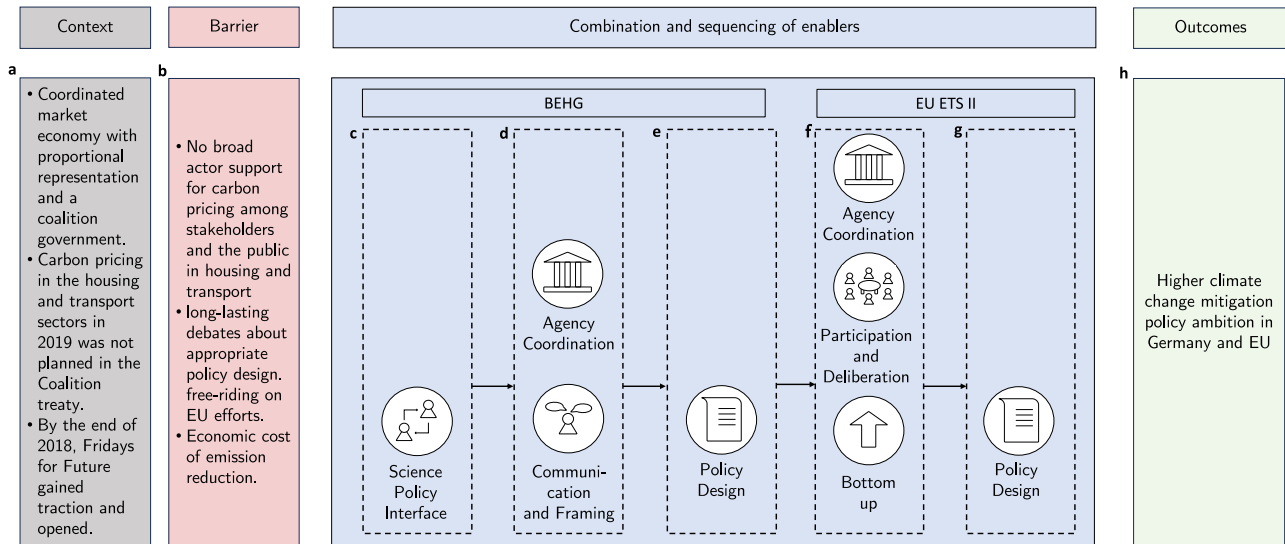 Context
Barrier
Combination and sequencing of enablers
Outcomes
a
• Coordinated
market
economy with
proportional
representation
and a
coalition
government.
• Carbon pricing
in the housing
and transport
sectors in
2019 was not
planned in the
Coalition
treaty.
• By the end of
2018, Fridays
for Future
gained
traction and
opened.
b
• No broad
actor support
for carbon
pricing among
stakeholders
and the public
in housing and
transport
• long-lasting
debates about
appropriate
policy design.
free-riding on
EU efforts.
• Economic cost
of emission
reduction.
BEHG
c
Science
Policy
Interface
d
Agency
Coordination
Communi-
cation
and Framing
e
Policy
Design
EU ETS II
f
Agency
Coordination
Participation
and
Deliberation
Bottom
up
g
Policy
Design
h
Higher climate
change mitigation
policy ambition in
Germany and EU